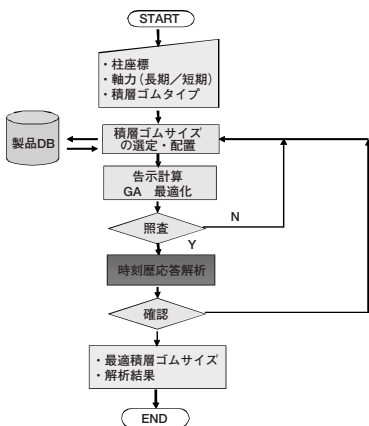 START
・柱座標
・軸力（長期／短期）
・積層ゴムタイプ
製品DB
積層ゴムサイズ
の選定・配置
告示計算
GA　最適化
照査
N
Y
時刻歴応答解析
確認
・最適積層ゴムサイズ
・解析結果
END